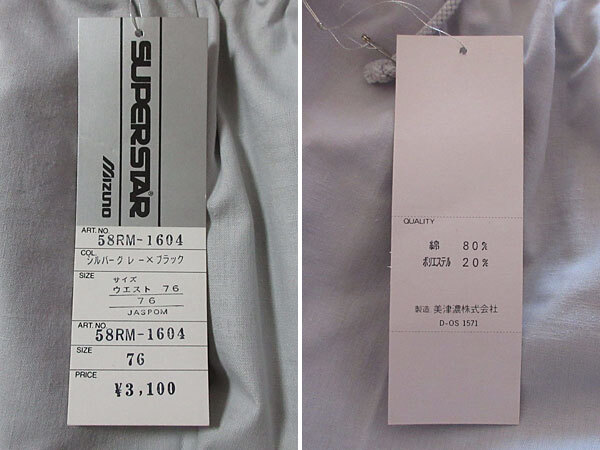 SUPERSTAR
MIZUNO
ART. NO.
58RM-1604
COL.
シルバーグレー×ブラック
SIZE
サイズ
ウエスト 76
76
JASPOM
ART. NO.
58RM-1604
SIZE
76
PRICE
¥3,100
QUALITY
綿 80%
ポリエステル 20%
製造 美津濃株式会社
D-OS 1571